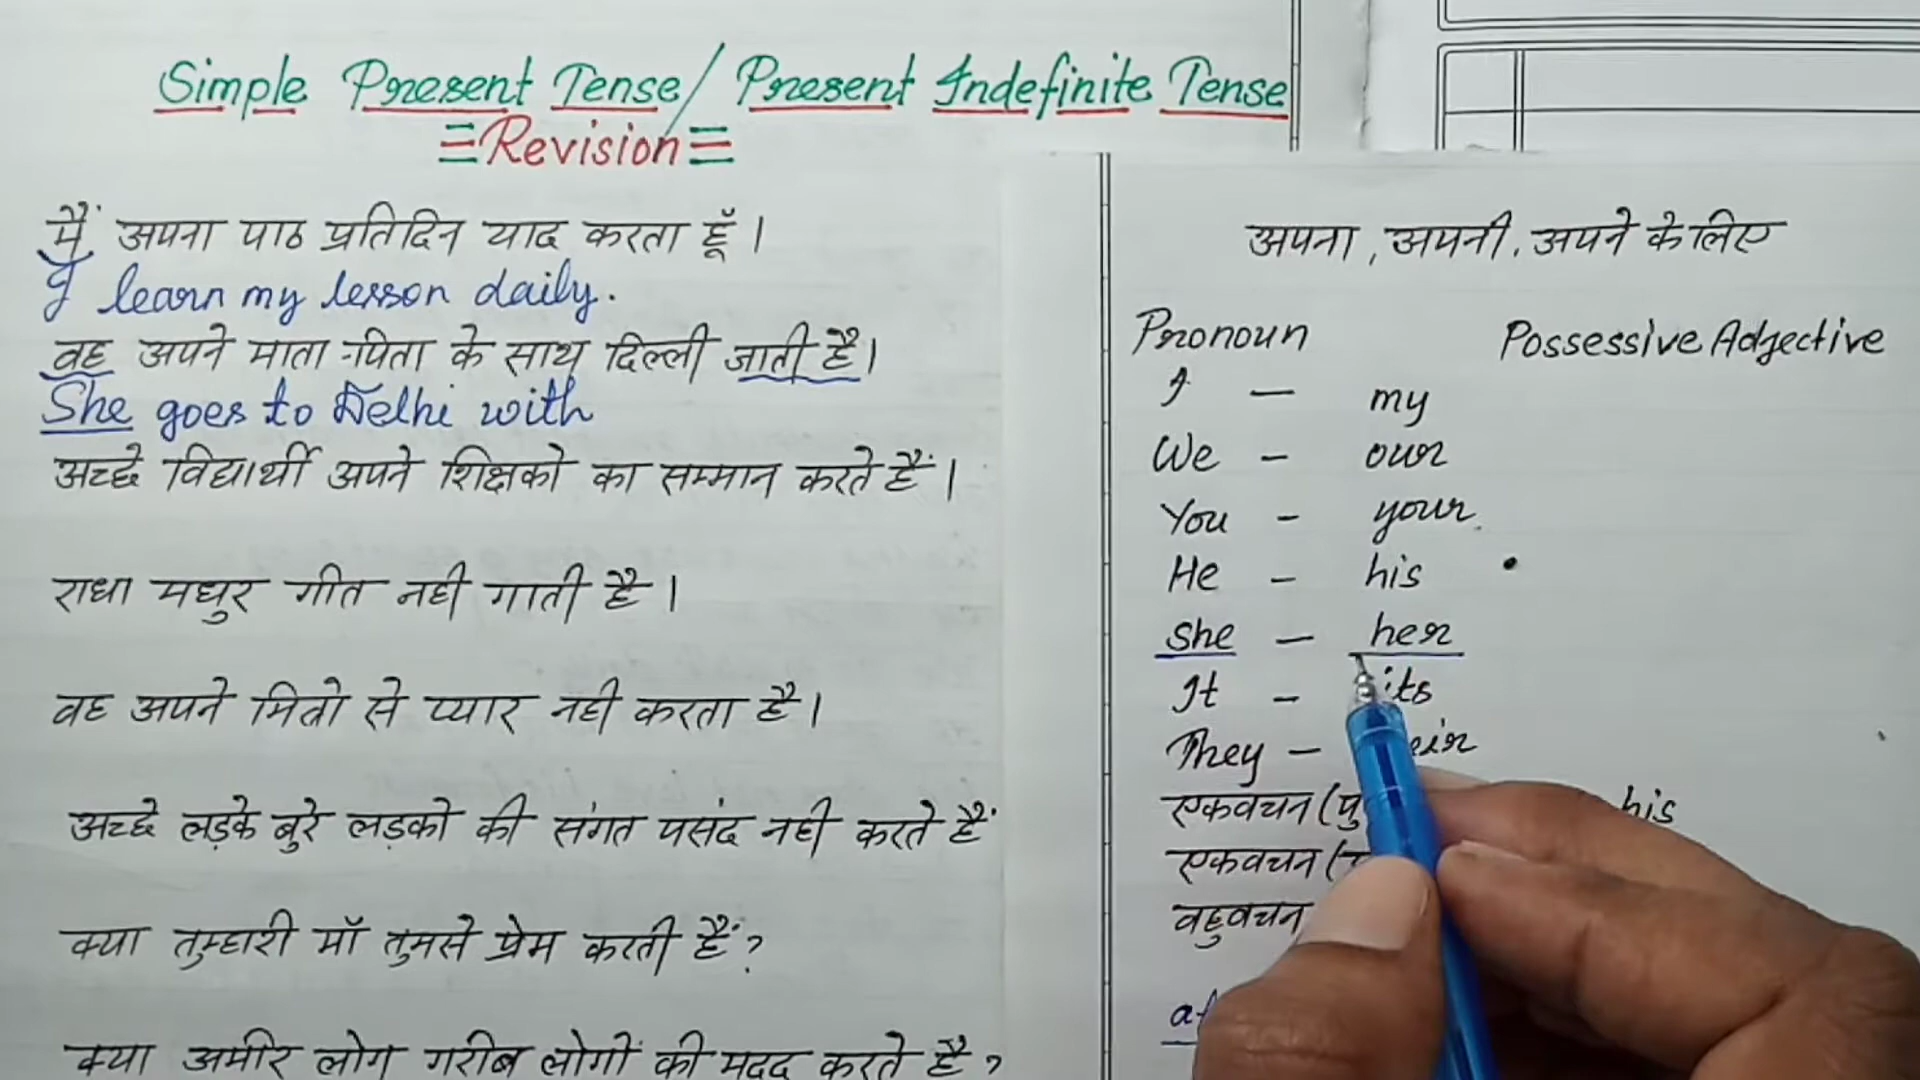 Simple Present Tense/ Present Indefinite Tense
Revision
मैं अपना पाठ प्रतिदिन याद करता हूँ।
I learn my lesson daily.
वह अपने माता-पिता के साथ दिल्ली जाती है।
She goes to Delhi with
अच्छे विद्यार्थी अपने शिक्षको का सम्मान करते हैं।
राधा मधुर गीत नही गाती है।
वह अपने मित्रो से प्यार नही करता है।
अच्छे लड़के बुरे लड़को की संगत पसंद नही करते हैं
क्या तुम्हारी माँ तुमसे प्रेम करती हैं?
क्या अमीर लोग गरीब लोगों की मदद करते है?
अपना, अपनी, अपने के लिए
Pronoun Possessive Adjective
I — my
We - our
You - your
He - his
She — her
It - its
They -
एकवचन ( his
एकवचन (
बहुवचन